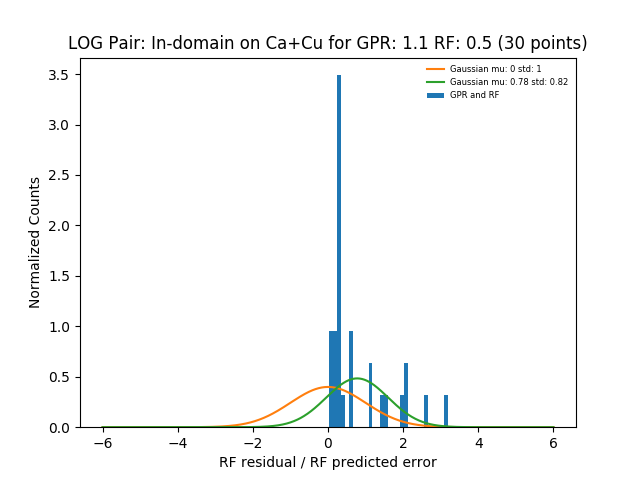 LOG Pair: In-domain on Ca+Cu for GPR: 1.1 RF: 0.5 (30 points)
Gaussian mu: 0 std: 1
Gaussian mu: 0.78 std: 0.82
GPR and RF
Normalized Counts
3.5
3.0
2.5
2.0
1.5
1.0
0.5
0.0
−6 −4 −2 0 2 4 6
RF residual / RF predicted error